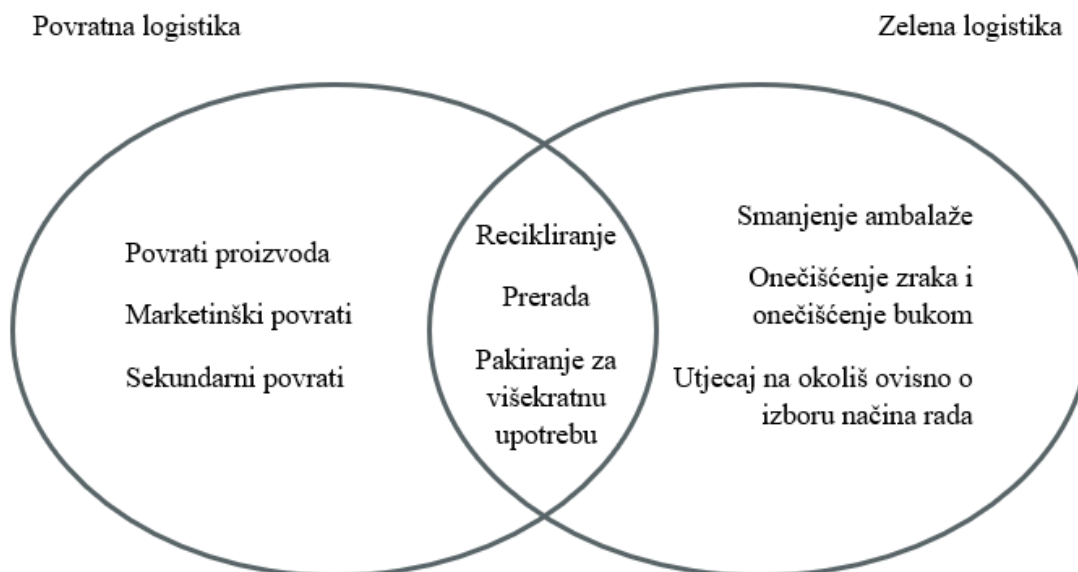 Povratna logistika
Zelena logistika
Povrati proizvoda
Marketinški povrati
Sekundarni povrati
Recikliranje
Prerada
Pakiranje za
višekratnu
upotrebu
Smanjenje ambalaže
Onečišćenje zraka i
onečišćenje bukom
Utjecaj na okoliš ovisno o
izboru načina rada